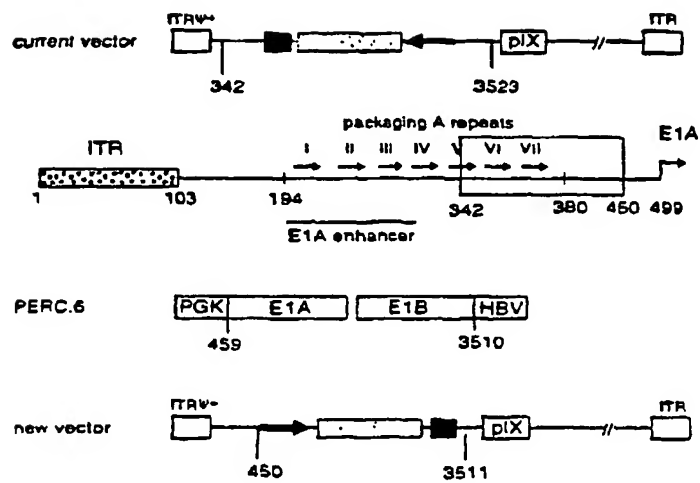 ITRΨ+
ITR
current vector
pIX
342
3523
packaging A repeats
E1A
ITR
I II III IV V VI VII
1 103 194 342 380 450 499
E1A enhancer
PERC.6
PGK E1A E1B HBV
459 3510
ITRΨ+
ITR
new vector
pIX
450 3511